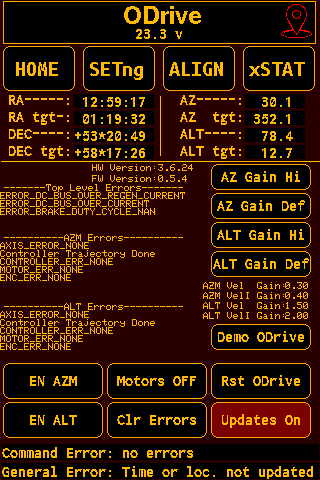 ODrive
23.3 v
HOME SETng ALIGN xSTAT
RA-----: 12:59:17 AZ-----: 30.1
RA tgt-: 01:19:32 AZ tgt: 352.1
DEC----: +53*20:49 ALT----: 78.4
DEC tgt: +58*17:26 ALT tgt: 12.7
HW Version:3.6.24
FW Version:0.5.4
--------Top Level Errors-------
ERROR_DC_BUS_OVER_REGEN_CURRENT
ERROR_DC_BUS_OVER_CURRENT
ERROR_BRAKE_DUTY_CYCLE_NAN
-----------AZM Errors----------
AXIS_ERROR_NONE
Controller Trajectory Done
CONTROLLER_ERR_NONE
MOTOR_ERR_NONE
ENC_ERR_NONE
-----------ALT Errors----------
AXIS_ERROR_NONE
Controller Trajectory Done
CONTROLLER_ERR_NONE
MOTOR_ERR_NONE
ENC_ERR_NONE
AZ Gain Hi
AZ Gain Def
ALT Gain Hi
ALT Gain Def
AZM Vel Gain:0.30
AZM VelI Gain:0.40
ALT Vel Gain:1.50
ALT VelI Gain:2.00
Demo ODrive
EN AZM Motors OFF Rst ODrive
EN ALT Clr Errors Updates On
Command Error: no errors
General Error: Time or loc. not updated